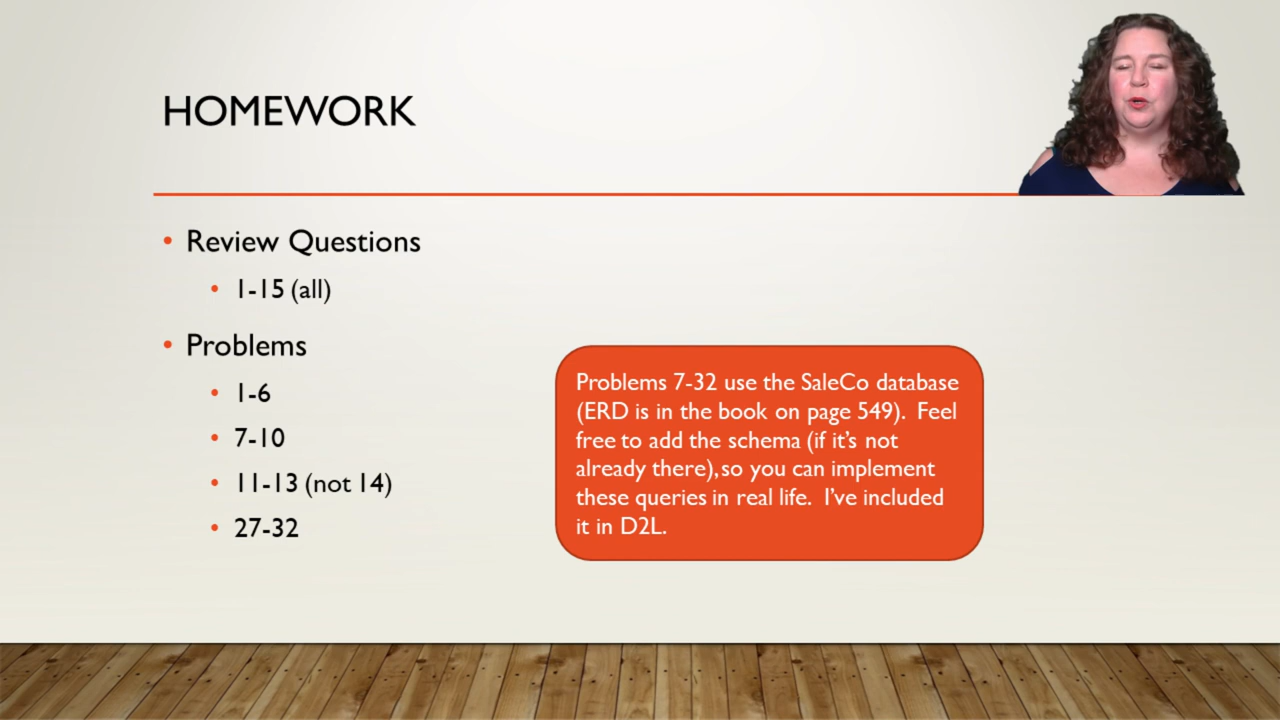 HOMEWORK
• Review Questions
• 1-15 (all)
• Problems
• 1-6
• 7-10
• 11-13 (not 14)
• 27-32
Problems 7-32 use the SaleCo database
(ERD is in the book on page 549).  Feel
free to add the schema (if it's not
already there), so you can implement
these queries in real life.  I've included
it in D2L.